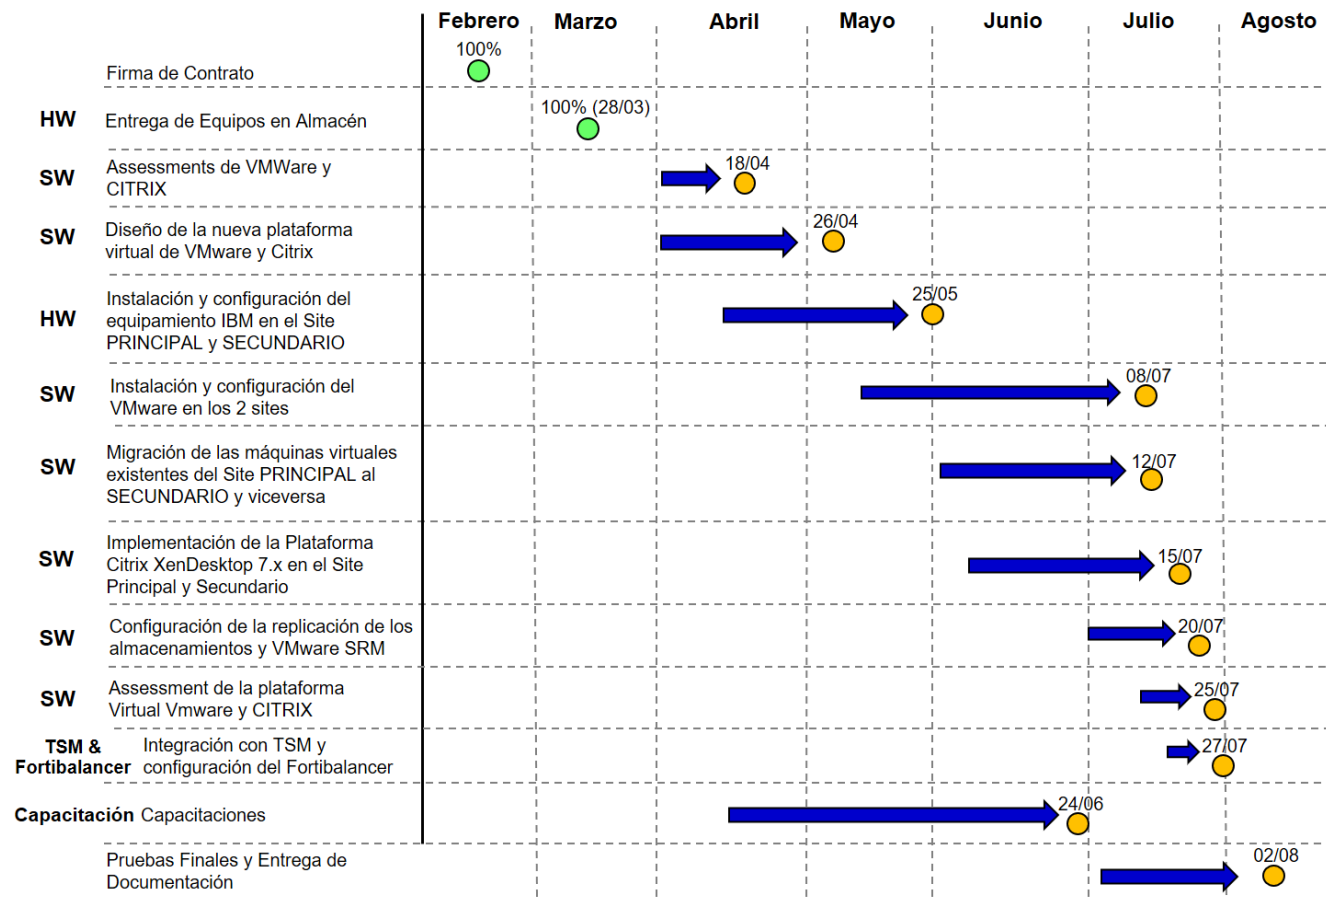 Febrero Marzo Abril Mayo Junio Julio Agosto
100%
Firma de Contrato
100% (28/03)
HW Entrega de Equipos en Almacén
18/04
SW Assessments de VMWare y
CITRIX
26/04
SW Diseño de la nueva plataforma
virtual de VMware y Citrix
25/05
HW Instalación y configuración del
equipamiento IBM en el Site
PRINCIPAL y SECUNDARIO
08/07
SW Instalación y configuración del
VMware en los 2 sites
12/07
SW Migración de las máquinas virtuales
existentes del Site PRINCIPAL al
SECUNDARIO y viceversa
15/07
SW Implementación de la Plataforma
Citrix XenDesktop 7.x en el Site
Principal y Secundario
20/07
SW Configuración de la replicación de los
almacenamientos y VMware SRM
25/07
SW Assessment de la plataforma
Virtual Vmware y CITRIX
27/07
TSM & Integración con TSM y
Fortibalancer configuración del Fortibalancer
24/06
Capacitación Capacitaciones
02/08
Pruebas Finales y Entrega de
Documentación